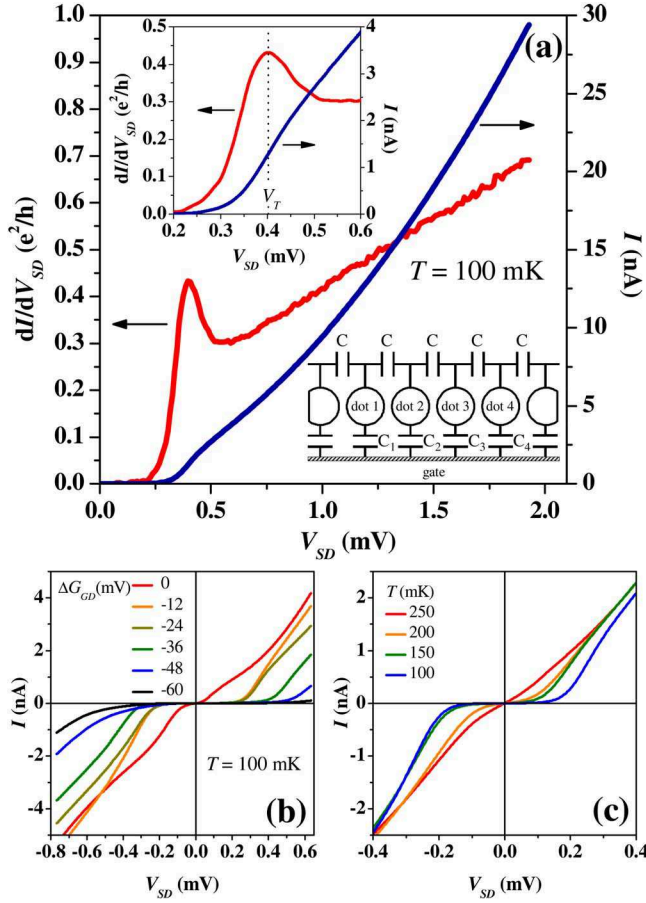 (a)
dI/dV_SD (e²/h)
1.0
0.9
0.8
0.7
0.6
0.5
0.4
0.3
0.2
0.1
0.0
0.0 0.5 1.0 1.5 2.0
V_SD (mV)
30
25
20
15
10
5
0
I (nA)
T = 100 mK
dI/dV_SD (e²/h)
0.5
0.4
0.3
0.2
0.1
0.0
0.2 0.3 0.4 0.5 0.6
V_SD (mV)
V_T
4
3
2
1
0
I (nA)
C C C C C
dot 1 dot 2 dot 3 dot 4
C₁ C₂ C₃ C₄
gate
ΔG_GD(mV)
0
-12
-24
-36
-48
-60
I (nA)
4
2
0
-2
-4
T = 100 mK
(b)
-0.8 -0.6 -0.4 -0.2 0.0 0.2 0.4 0.6
V_SD (mV)
T (mK)
250
200
150
100
I (nA)
2
1
0
-1
-2
(c)
-0.4 -0.2 0.0 0.2 0.4
V_SD (mV)